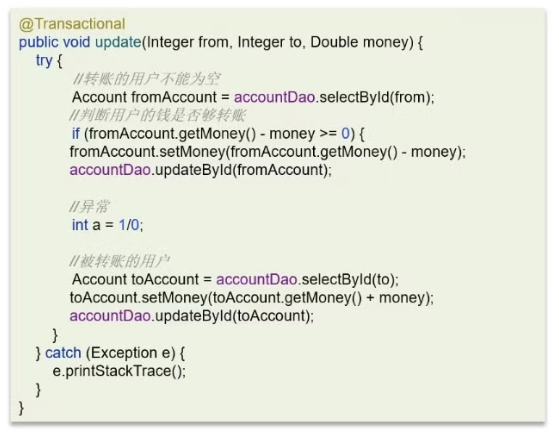 @Transactional
public void update(Integer from, Integer to, Double money) {
try {
//转账的用户不能为空
Account fromAccount = accountDao.selectById(from);
//判断用户的钱是否够转账
if (fromAccount.getMoney() - money >= 0) {
fromAccount.setMoney(fromAccount.getMoney() - money);
accountDao.updateById(fromAccount);
//异常
int a = 1/0;
//被转账的用户
Account toAccount = accountDao.selectById(to);
toAccount.setMoney(toAccount.getMoney() + money);
accountDao.updateById(toAccount);
}
} catch (Exception e) {
e.printStackTrace();
}
}